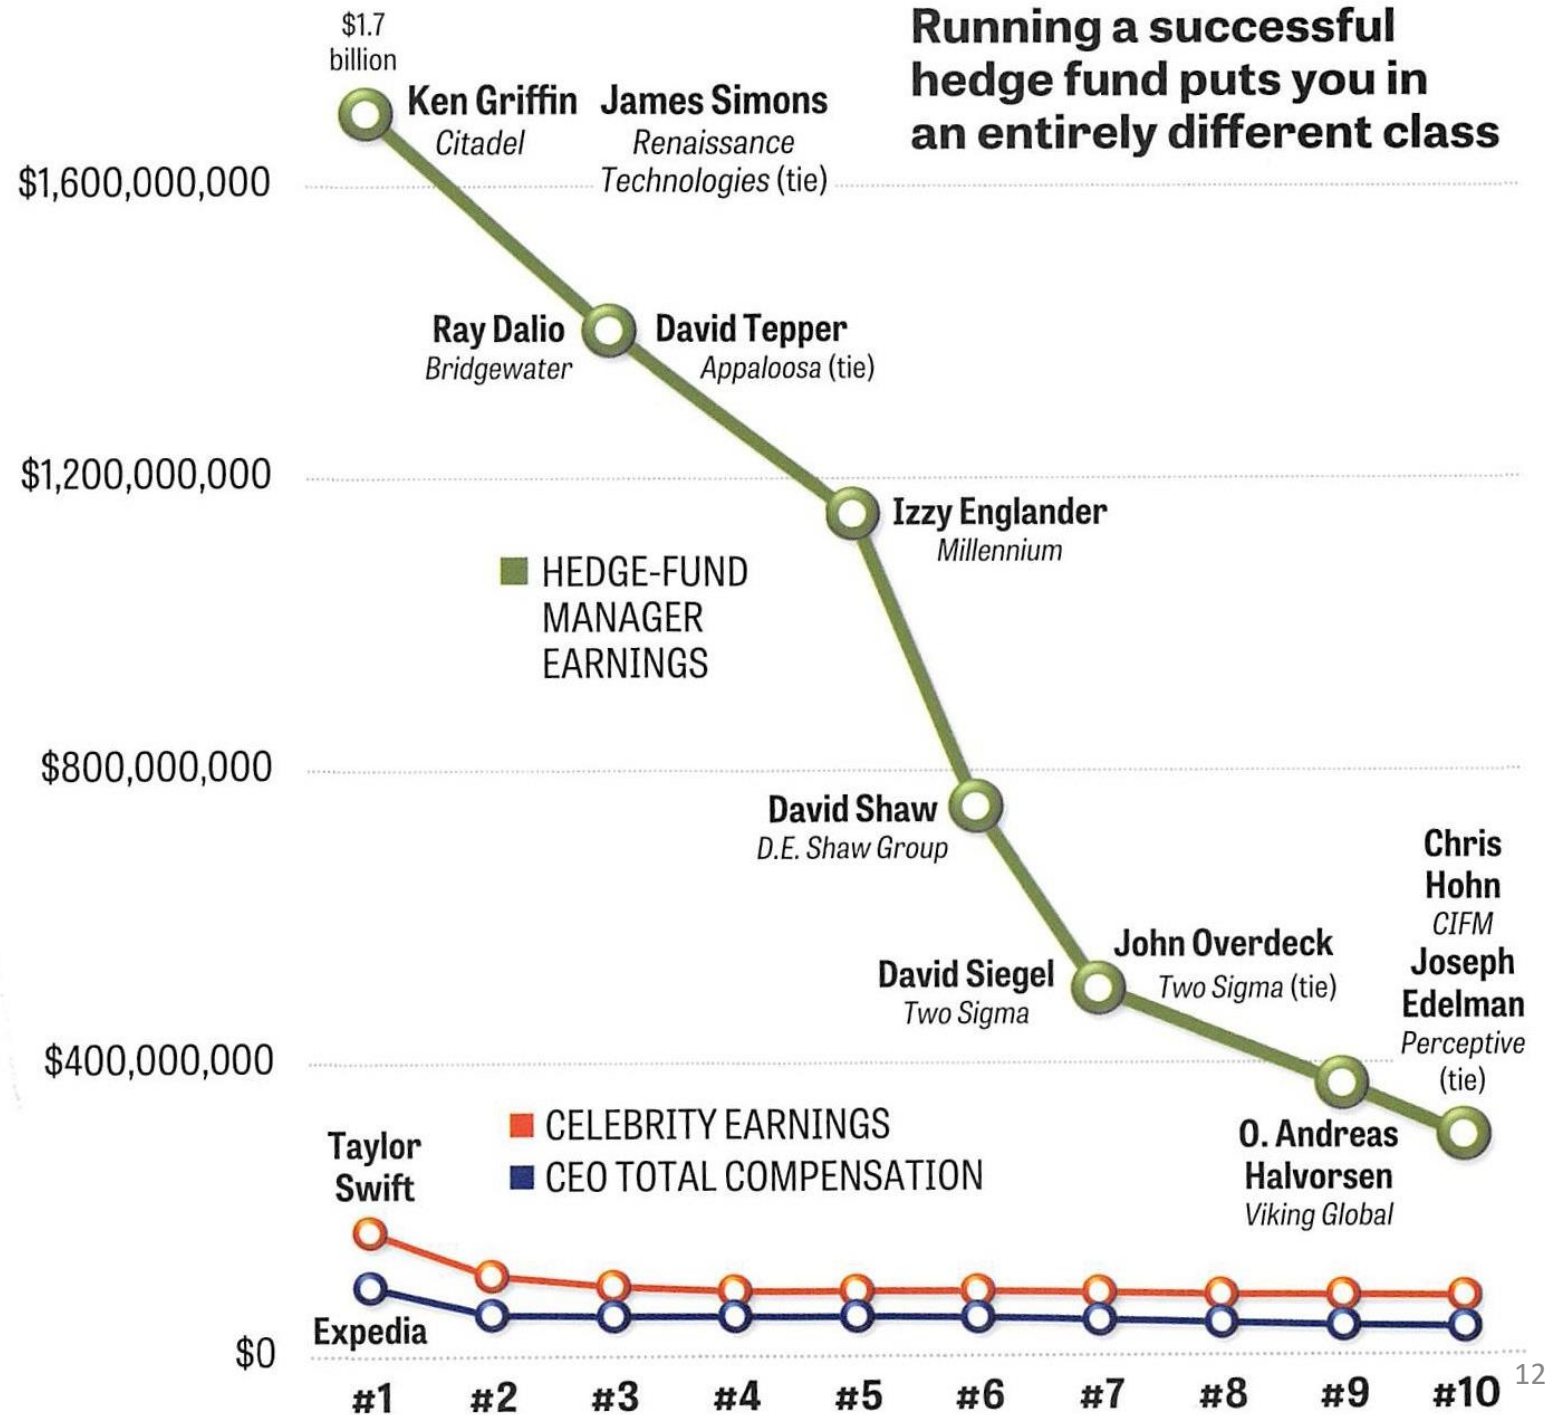 Running a successful
hedge fund puts you in
an entirely different class
$1.7
billion
Ken Griffin
Citadel
James Simons
Renaissance
Technologies (tie)
$1,600,000,000
Ray Dalio
Bridgewater
David Tepper
Appaloosa (tie)
$1,200,000,000
Izzy Englander
Millennium
HEDGE-FUND
MANAGER
EARNINGS
$800,000,000
David Shaw
D.E. Shaw Group
Chris
Hohn
CIFM
Joseph
Edelman
Perceptive
(tie)
John Overdeck
Two Sigma (tie)
David Siegel
Two Sigma
$400,000,000
O. Andreas
Halvorsen
Viking Global
CELEBRITY EARNINGS
CEO TOTAL COMPENSATION
Taylor
Swift
Expedia
$0
#1 #2 #3 #4 #5 #6 #7 #8 #9 #10
12